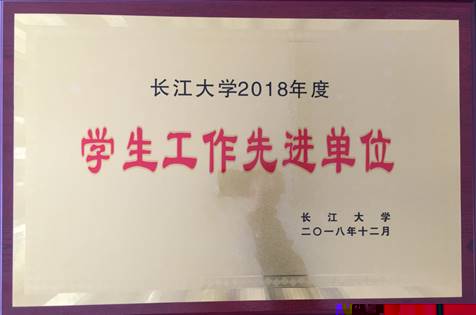 长江大学2018年度
学生工作先进单位
长江大学
二〇一八年十二月